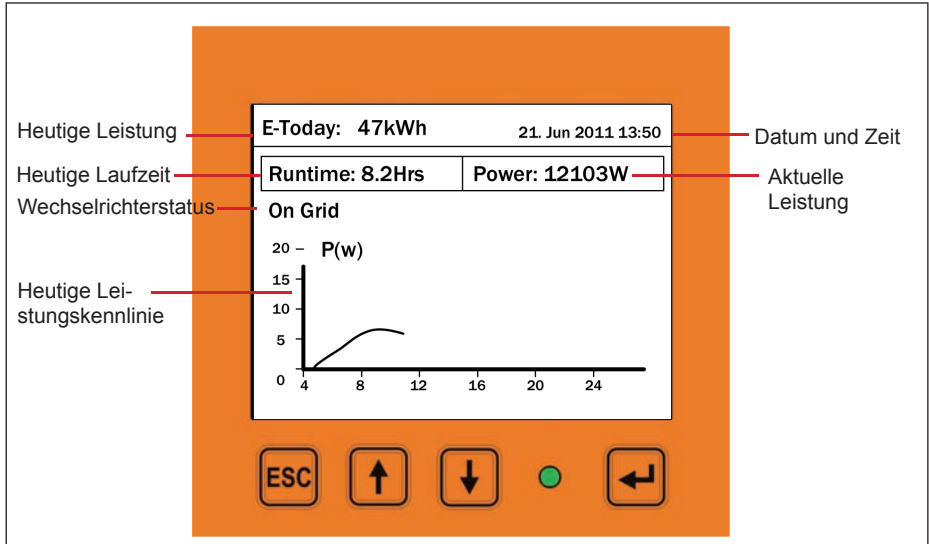 Heutige Leistung
E-Today: 47kWh
21. Jun 2011 13:50
Datum und Zeit
Heutige Laufzeit
Runtime: 8.2Hrs
Power: 12103W
Aktuelle
Leistung
Wechselrichterstatus
On Grid
20 P(w)
15
Heutige Lei-
stungskennlinie
10
5
0
4 8 12 16 20 24
ESC